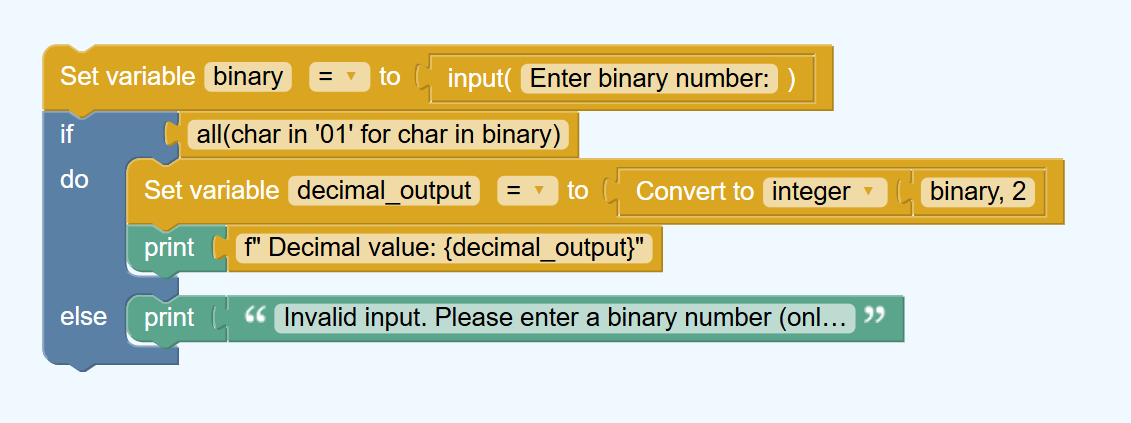 Set variable binary = to input( Enter binary number: )
if all(char in '01' for char in binary)
do Set variable decimal_output = to Convert to integer binary, 2
print f" Decimal value: {decimal_output}"
else print “ Invalid input. Please enter a binary number (onl… ”